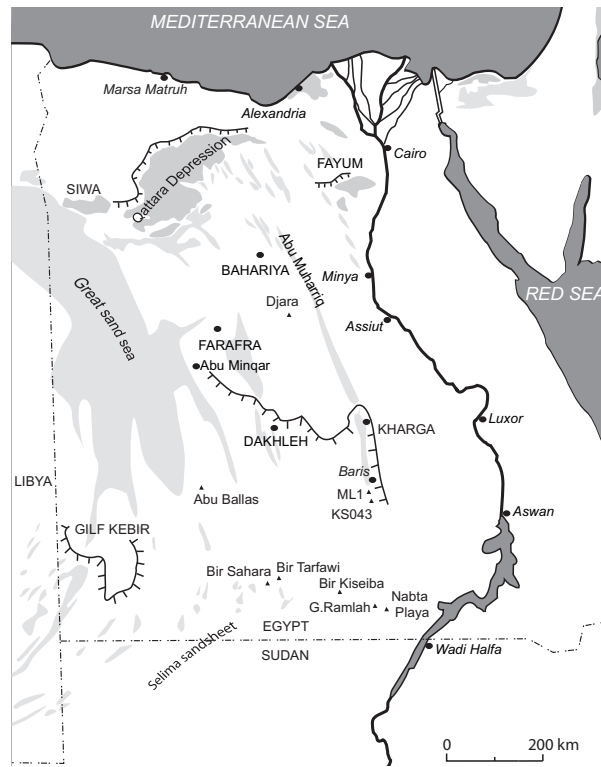 MEDITERRANEAN SEA
Marsa Matruh
Alexandria
Cairo
FAYUM
SIWA
Qattara Depression
BAHARIYA
Abu Muharriq
Minya
Djara
RED SEA
Great sand sea
Assiut
FARAFRA
Abu Minqar
Luxor
KHARGA
DAKHLEH
Baris
LIBYA
ML1
Abu Ballas
KS043
Aswan
GILF KEBIR
Bir Sahara
Bir Tarfawi
Bir Kiseiba
Nabta
Playa
G.Ramlah
EGYPT
SUDAN
Wadi Halfa
Selima sandsheet
0
200 km